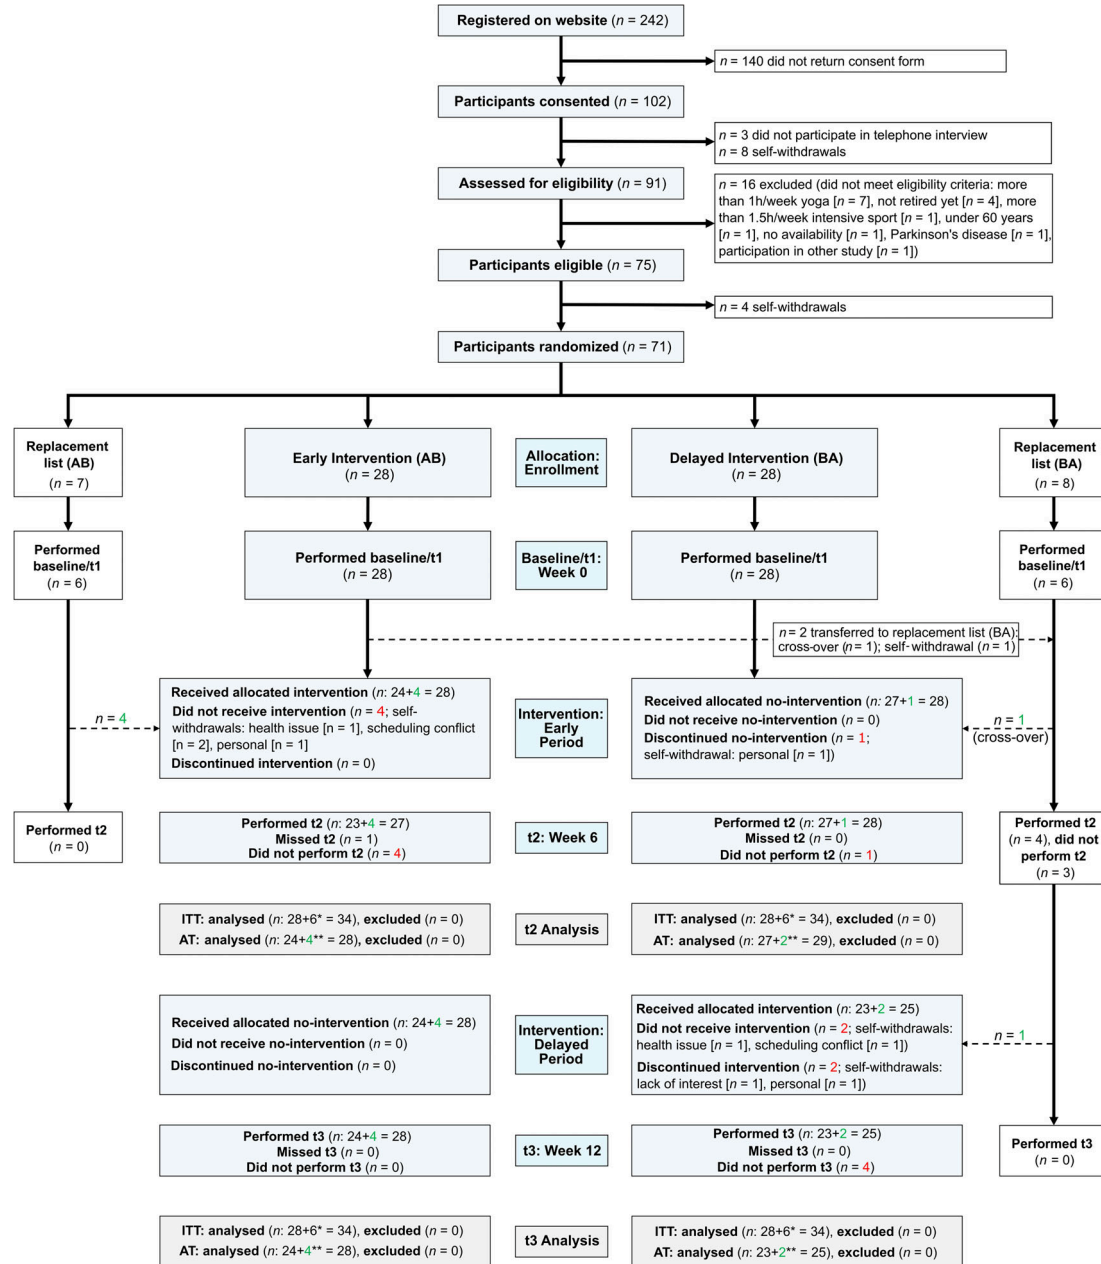 Registered on website (n = 242)
n = 140 did not return consent form
Participants consented (n = 102)
n = 3 did not participate in telephone interview
n = 8 self-withdrawals
Assessed for eligibility (n = 91)
n = 16 excluded (did not meet eligibility criteria: more
than 1h/week yoga [n = 7], not retired yet [n = 4], more
than 1.5h/week intensive sport [n = 1], under 60 years
[n = 1], no availability [n = 1], Parkinson's disease [n = 1],
participation in other study [n = 1])
Participants eligible (n = 75)
n = 4 self-withdrawals
Participants randomized (n = 71)
Replacement
list (AB)
(n = 7)
Early Intervention (AB)
(n = 28)
Allocation:
Enrollment
Delayed Intervention (BA)
(n = 28)
Replacement
list (BA)
(n = 8)
Performed
baseline/t1
(n = 6)
Performed baseline/t1
(n = 28)
Baseline/t1:
Week 0
Performed baseline/t1
(n = 28)
Performed
baseline/t1
(n = 6)
n = 2 transferred to replacement list (BA):
cross-over (n = 1); self-withdrawal (n = 1)
n = 4
Received allocated intervention (n: 24+4 = 28)
Did not receive intervention (n = 4; self-
withdrawals: health issue [n = 1], scheduling conflict
[n = 2], personal [n = 1]
Discontinued intervention (n = 0)
Intervention:
Early
Period
Received allocated no-intervention (n: 27+1 = 28)
Did not receive no-intervention (n = 0)
Discontinued no-intervention (n = 1;
self-withdrawal: personal [n = 1])
n = 1
(cross-over)
Performed t2
(n = 0)
Performed t2 (n: 23+4 = 27)
Missed t2 (n = 1)
Did not perform t2 (n = 4)
t2: Week 6
Performed t2 (n: 27+1 = 28)
Missed t2 (n = 0)
Did not perform t2 (n = 1)
Performed t2
(n = 4), did not
perform t2
(n = 3)
ITT: analysed (n: 28+6* = 34), excluded (n = 0)
AT: analysed (n: 24+4** = 28), excluded (n = 0)
t2 Analysis
ITT: analysed (n: 28+6* = 34), excluded (n = 0)
AT: analysed (n: 27+2** = 29), excluded (n = 0)
Received allocated no-intervention (n: 24+4 = 28)
Did not receive no-intervention (n = 0)
Discontinued no-intervention (n = 0)
Intervention:
Delayed
Period
Received allocated intervention (n: 23+2 = 25)
Did not receive intervention (n = 2; self-withdrawals:
health issue [n = 1], scheduling conflict [n = 1])
Discontinued intervention (n = 2; self-withdrawals:
lack of interest [n = 1], personal [n = 1])
n = 1
Performed t3 (n: 24+4 = 28)
Missed t3 (n = 0)
Did not perform t3 (n = 0)
t3: Week 12
Performed t3 (n: 23+2 = 25)
Missed t3 (n = 0)
Did not perform t3 (n = 4)
Performed t3
(n = 0)
ITT: analysed (n: 28+6* = 34), excluded (n = 0)
AT: analysed (n: 24+4** = 28), excluded (n = 0)
t3 Analysis
ITT: analysed (n: 28+6* = 34), excluded (n = 0)
AT: analysed (n: 23+2** = 25), excluded (n = 0)